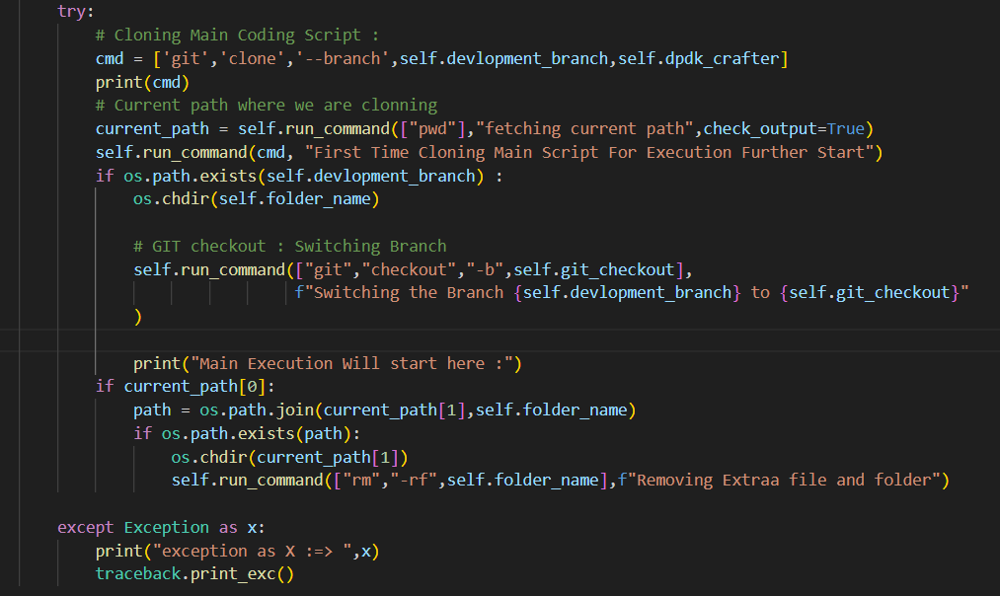 try:
# Cloning Main Coding Script :
cmd = ['git','clone','--branch',self.devlopment_branch,self.dpdk_crafter]
print(cmd)
# Current path where we are clonning
current_path = self.run_command(["pwd"],"fetching current path",check_output=True)
self.run_command(cmd, "First Time Cloning Main Script For Execution Further Start")
if os.path.exists(self.devlopment_branch) :
os.chdir(self.folder_name)
# GIT checkout : Switching Branch
self.run_command(["git","checkout","-b",self.git_checkout],
f"Switching the Branch {self.devlopment_branch} to {self.git_checkout}"
)
print("Main Execution Will start here :")
if current_path[0]:
path = os.path.join(current_path[1],self.folder_name)
if os.path.exists(path):
os.chdir(current_path[1])
self.run_command(["rm","-rf",self.folder_name],f"Removing Extraa file and folder")
except Exception as x:
print("exception as X :=> ",x)
traceback.print_exc()